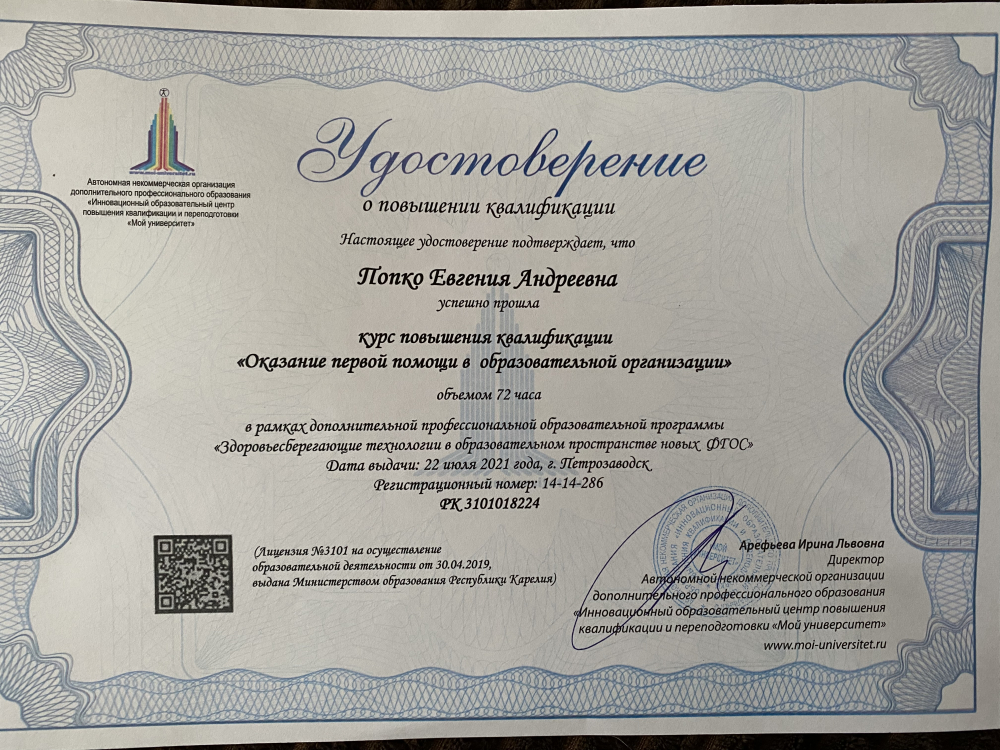 www.moi-universitet.ru
Автономная некоммерческая организация
дополнительного профессионального образования
«Инновационный образовательный центр
повышения квалификации и переподготовки
«Мой университет»
Удостоверение
о повышении квалификации
Настоящее удостоверение подтверждает, что
Попко Евгения Андреевна
успешно прошла
курс повышения квалификации
«Оказание первой помощи в образовательной организации»
объемом 72 часа
в рамках дополнительной профессиональной образовательной программы
«Здоровьесберегающие технологии в образовательном пространстве новых ФГОС»
Дата выдачи: 22 июля 2021 года, г. Петрозаводск
Регистрационный номер: 14-14-286
РК 3101018224
(Лицензия №3101 на осуществление
образовательной деятельности от 30.04.2019,
выдана Министерством образования Республики Карелия)
Арефьева Ирина Львовна
Директор
Автономной некоммерческой организации
дополнительного профессионального образования
«Инновационный образовательный центр повышения
квалификации и переподготовки «Мой университет»
www.moi-universitet.ru